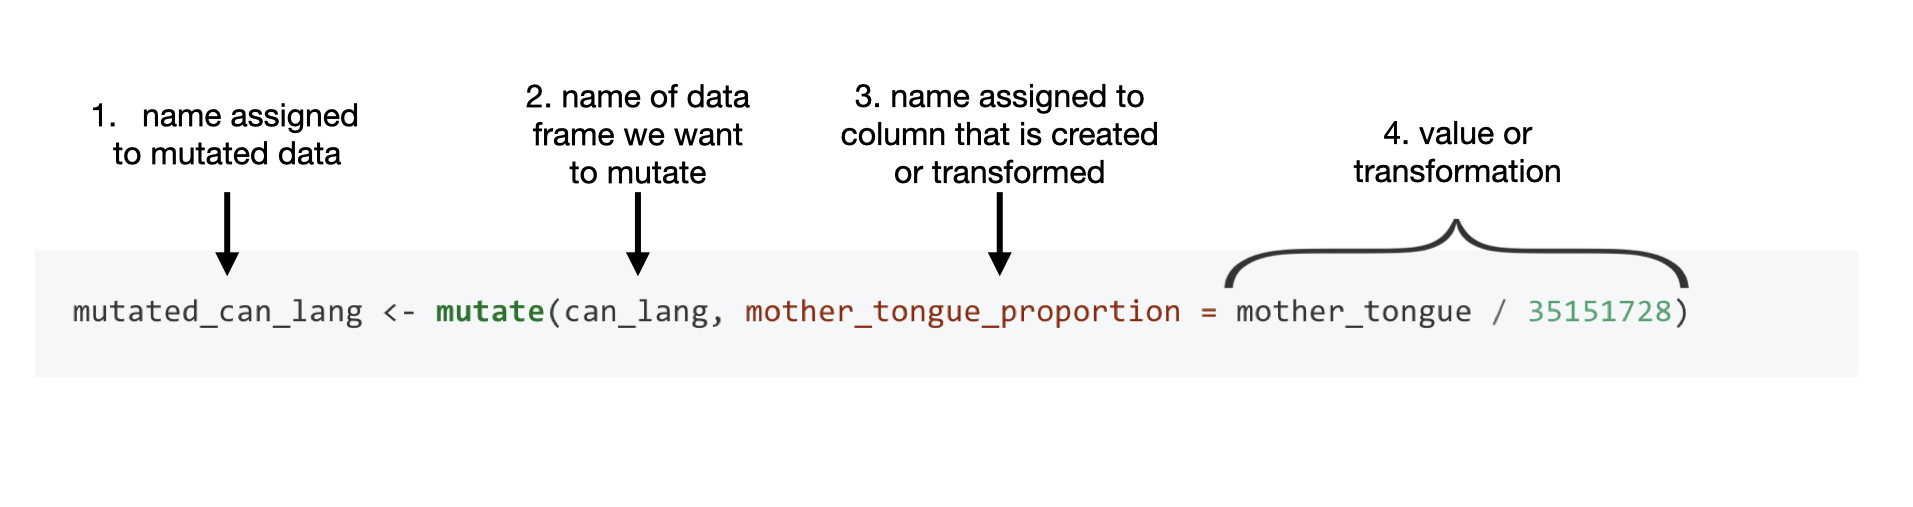 1. name assigned
to mutated data
2. name of data
frame we want
to mutate
3. name assigned to
column that is created
or transformed
4. value or
transformation
mutated_can_lang <- mutate(can_lang, mother_tongue_proportion = mother_tongue / 35151728)